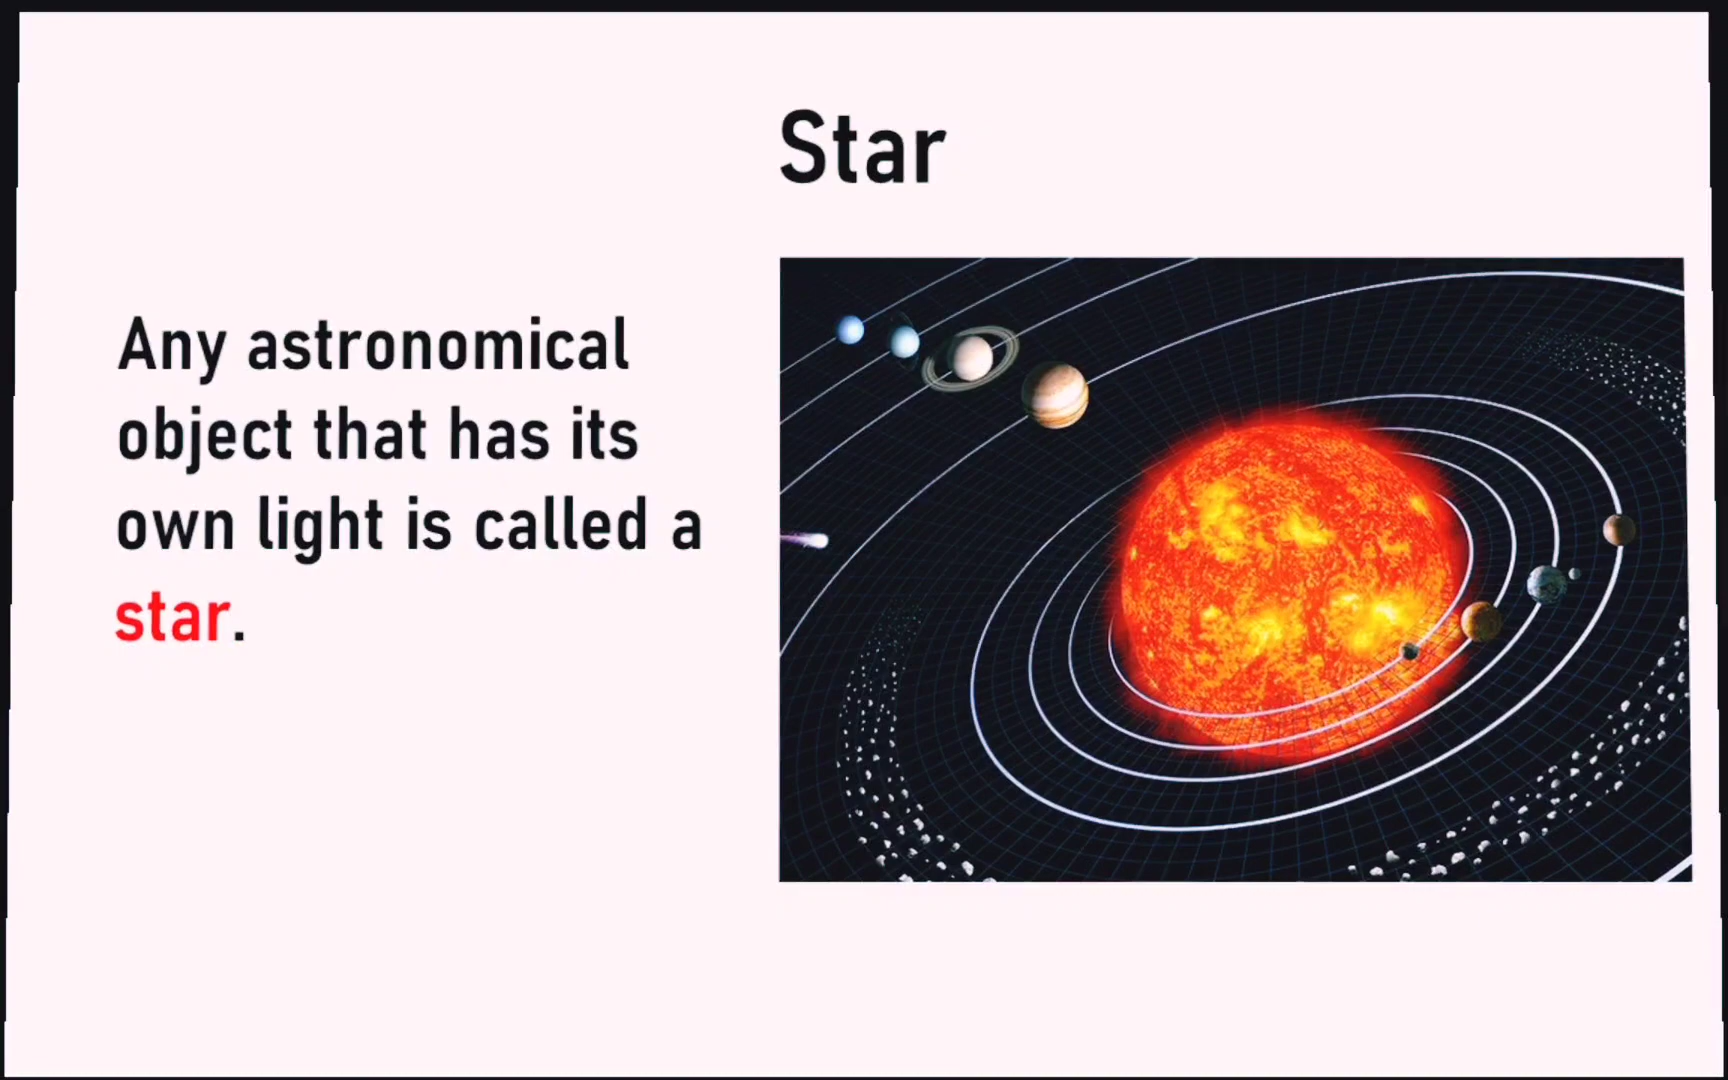 Star
Any astronomical
object that has its
own light is called a
star.